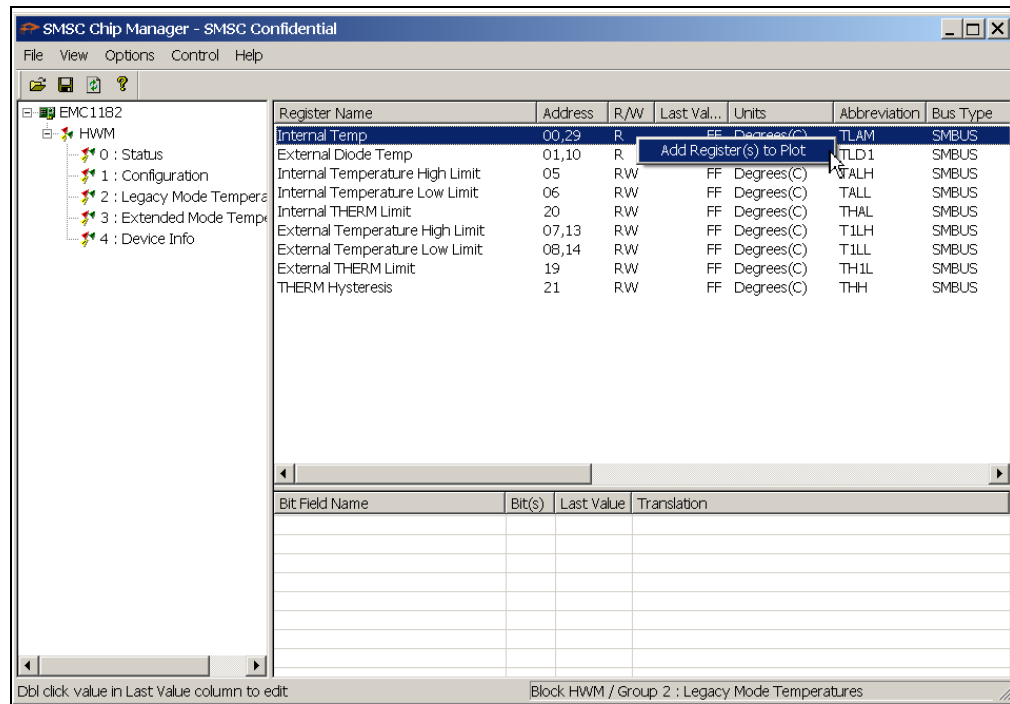 SMSC Chip Manager - SMSC Confidential
File View Options Control Help
EMC1182
HWM
0 : Status
1 : Configuration
2 : Legacy Mode Tempera
3 : Extended Mode Tempe
4 : Device Info
Register Name Address R/W Last Val... Units Abbreviation Bus Type
Internal Temp 00,29 R FF Degrees(C) TLAM SMBUS
Add Register(s) to Plot
External Diode Temp 01,10 R TLD1 SMBUS
Internal Temperature High Limit 05 RW FF Degrees(C) TALH SMBUS
Internal Temperature Low Limit 06 RW FF Degrees(C) TALL SMBUS
Internal THERM Limit 20 RW FF Degrees(C) THAL SMBUS
External Temperature High Limit 07,13 RW FF Degrees(C) T1LH SMBUS
External Temperature Low Limit 08,14 RW FF Degrees(C) T1LL SMBUS
External THERM Limit 19 RW FF Degrees(C) TH1L SMBUS
THERM Hysteresis 21 RW FF Degrees(C) THH SMBUS
Bit Field Name Bit(s) Last Value Translation
Dbl click value in Last Value column to edit
Block HWM / Group 2 : Legacy Mode Temperatures